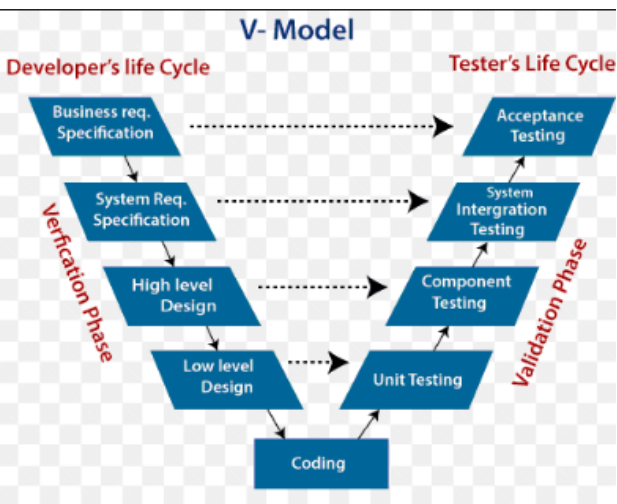 V- Model
Developer's life Cycle
Tester's Life Cycle
Business req.
Specification
Acceptance
Testing
System Req.
Specification
System
Intergration
Testing
Verfication Phase
High level
Design
Component
Testing
Validation Phase
Low level
Design
Unit Testing
Coding